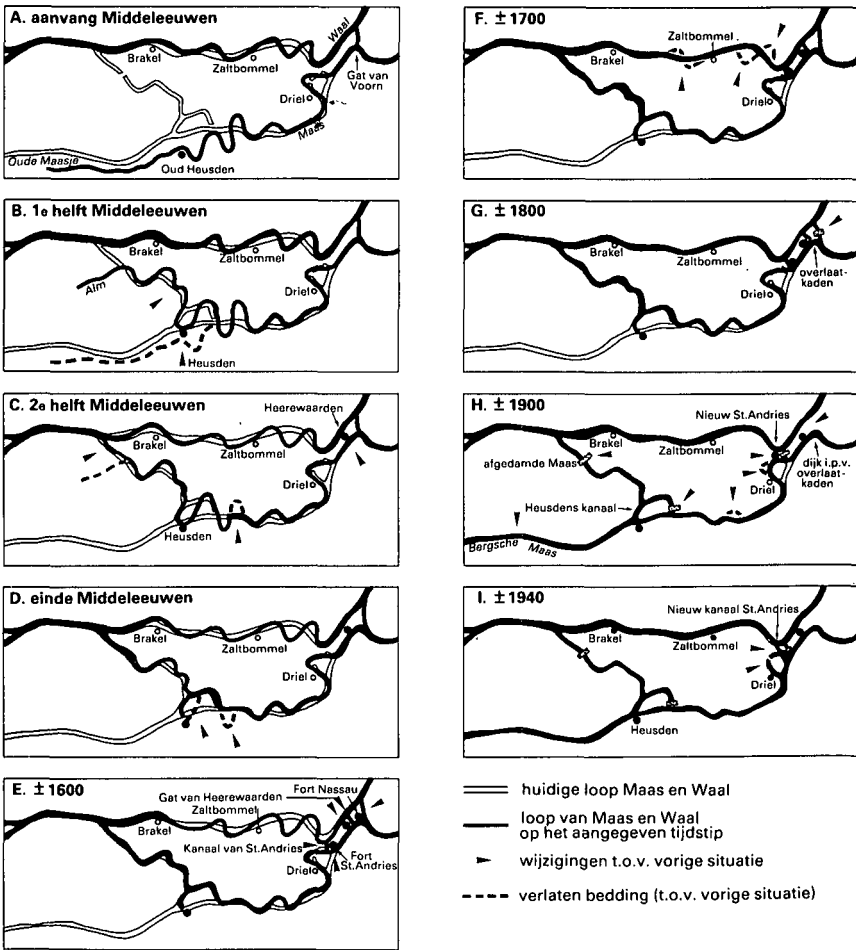 A. aanvang Middeleeuwen
Waal
Brakel
Zaltbommel
Gat van
Voorn
Driel
Maas
Oude Maasje
Oud Heusden
B. 1e helft Middeleeuwen
Brakel
Zaltbommel
Alm
Driel
Heusden
C. 2e helft Middeleeuwen
Heerewaarden
Brakel
Zaltbommel
Driel
Heusden
D. einde Middeleeuwen
Brakel
Zaltbommel
Driel
E. ±1600
Fort Nassau
Gat van Heerewaarden
Zaltbommel
Brakel
Kanaal van St.Andries
Fort
St.Andries
Driel
F. ±1700
Zaltbommel
Brakel
Driel
G. ±1800
Brakel
Zaltbommel
overlaat-
kaden
Driel
H. ±1900
Nieuw St.Andries
Brakel
Zaltbommel
afgedamde Maas
dijk i.p.v.
overlaat-
kaden
Driel
Heusdens kanaal
Bergsche Maas
I. ±1940
Nieuw kanaal St.Andries
Brakel
Zaltbommel
Driel
Heusden
huidige loop Maas en Waal
loop van Maas en Waal
op het aangegeven tijdstip
wijzigingen t.o.v. vorige situatie
verlaten bedding (t.o.v. vorige situatie)